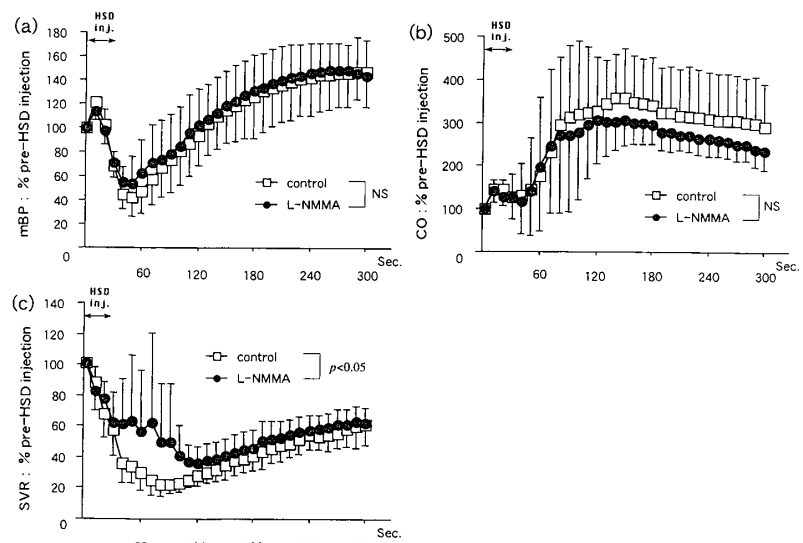 (a)
HSD
inj.
180
160
140
120
100
80
60
40
20
0
mBP : % pre-HSD injection
control
L-NMMA
NS
60
120
180
240
300
Sec.
(b)
HSD
inj.
500
400
300
200
100
0
CO : % pre-HSD injection
control
L-NMMA
NS
60
120
180
240
300
Sec.
(c)
HSD
inj.
140
120
100
80
60
40
20
0
SVR : % pre-HSD injection
control
L-NMMA
p<0.05
Sec.